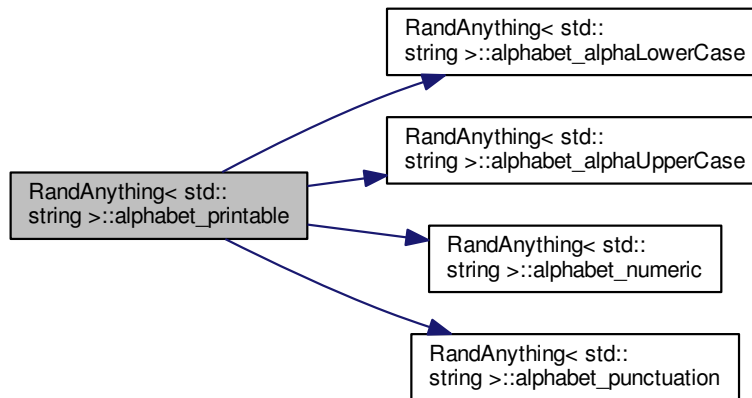 RandAnything< std::
string >::alphabet_alphaLowerCase
RandAnything< std::
string >::alphabet_alphaUpperCase
RandAnything< std::
string >::alphabet_printable
RandAnything< std::
string >::alphabet_numeric
RandAnything< std::
string >::alphabet_punctuation